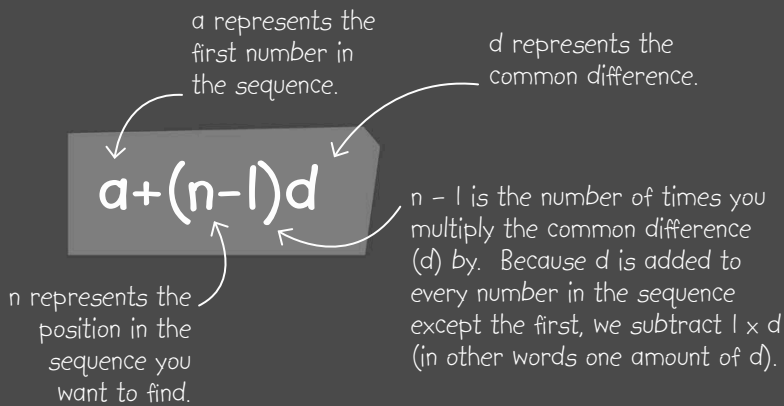 a represents the
first number in
the sequence.
d represents the
common difference.
a+(n-1)d
n - 1 is the number of times you
multiply the common difference
(d) by. Because d is added to
every number in the sequence
except the first, we subtract 1 x d
(in other words one amount of d).
n represents the
position in the
sequence you
want to find.